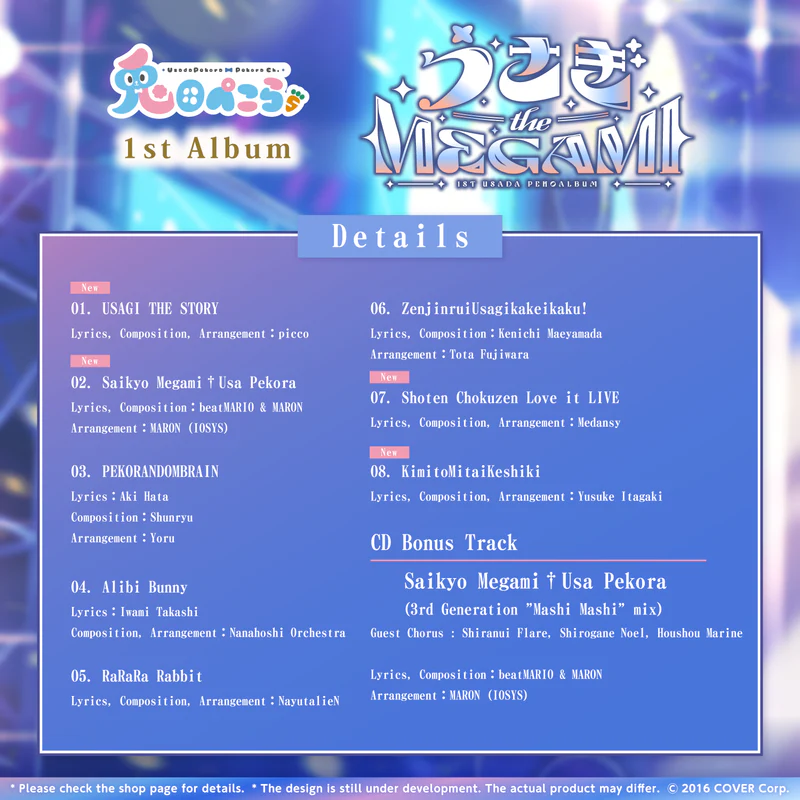 ・Usada Pekora ⋈ Pekora Ch.・
兎田ぺこら
1st Album
うさぎ
the
MEGAMI
1ST USADA PEKOALBUM
Details
New
01. USAGI THE STORY
Lyrics, Composition, Arrangement：picco
New
02. Saikyo Megami†Usa Pekora
Lyrics, Composition：beatMARIO & MARON
Arrangement：MARON (IOSYS)
03. PEKORANDOMBRAIN
Lyrics：Aki Hata
Composition：Shunryu
Arrangement：Yoru
04. Alibi Bunny
Lyrics：Iwami Takashi
Composition, Arrangement：Nanahoshi Orchestra
05. RaRaRa Rabbit
Lyrics, Composition, Arrangement：NayutalieN
06. ZenjinruiUsagikakeikaku!
Lyrics, Composition：Kenichi Maeyamada
Arrangement：Tota Fujiwara
New
07. Shoten Chokuzen Love it LIVE
Lyrics, Composition, Arrangement：Medansy
New
08. KimitoMitaiKeshiki
Lyrics, Composition, Arrangement：Yusuke Itagaki
CD Bonus Track
Saikyo Megami†Usa Pekora
(3rd Generation ”Mashi Mashi” mix)
Guest Chorus : Shiranui Flare, Shirogane Noel, Houshou Marine
Lyrics, Composition：beatMARIO & MARON
Arrangement：MARON (IOSYS)
* Please check the shop page for details. * The design is still under development. The actual product may differ. © 2016 COVER Corp.